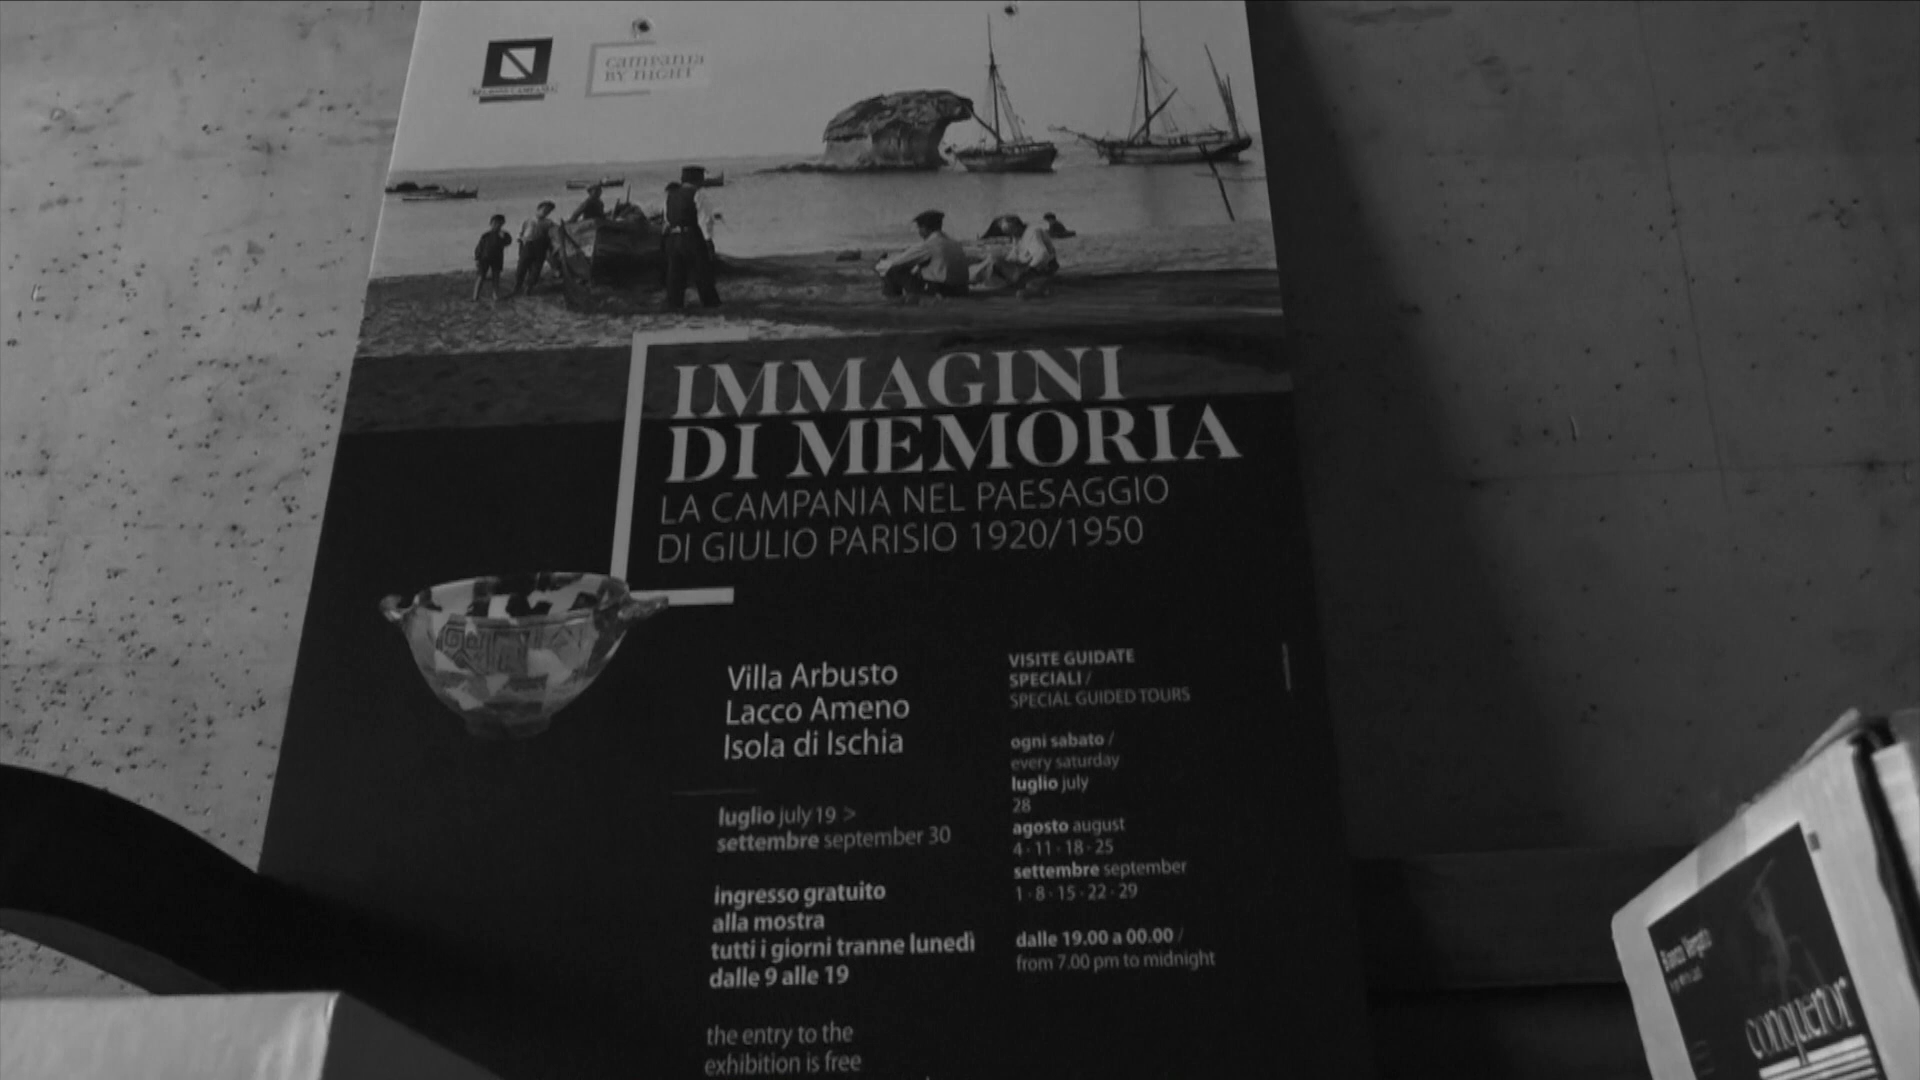 REGIONE CAMPANIA
campania
BY NIGHT
IMMAGINI
DI MEMORIA
LA CAMPANIA NEL PAESAGGIO
DI GIULIO PARISIO 1920/1950
Villa Arbusto
Lacco Ameno
Isola di Ischia
luglio july 19 >
settembre september 30
ingresso gratuito
alla mostra
tutti i giorni tranne lunedì
dalle 9 alle 19
the entry to the
exhibition is free
VISITE GUIDATE
SPECIALI /
SPECIAL GUIDED TOURS
ogni sabato /
every saturday
luglio july
28
agosto august
4 · 11 · 18 · 25
settembre september
1 · 8 · 15 · 22 · 29
dalle 19.00 a 00.00 /
from 7.00 pm to midnight
conqueror